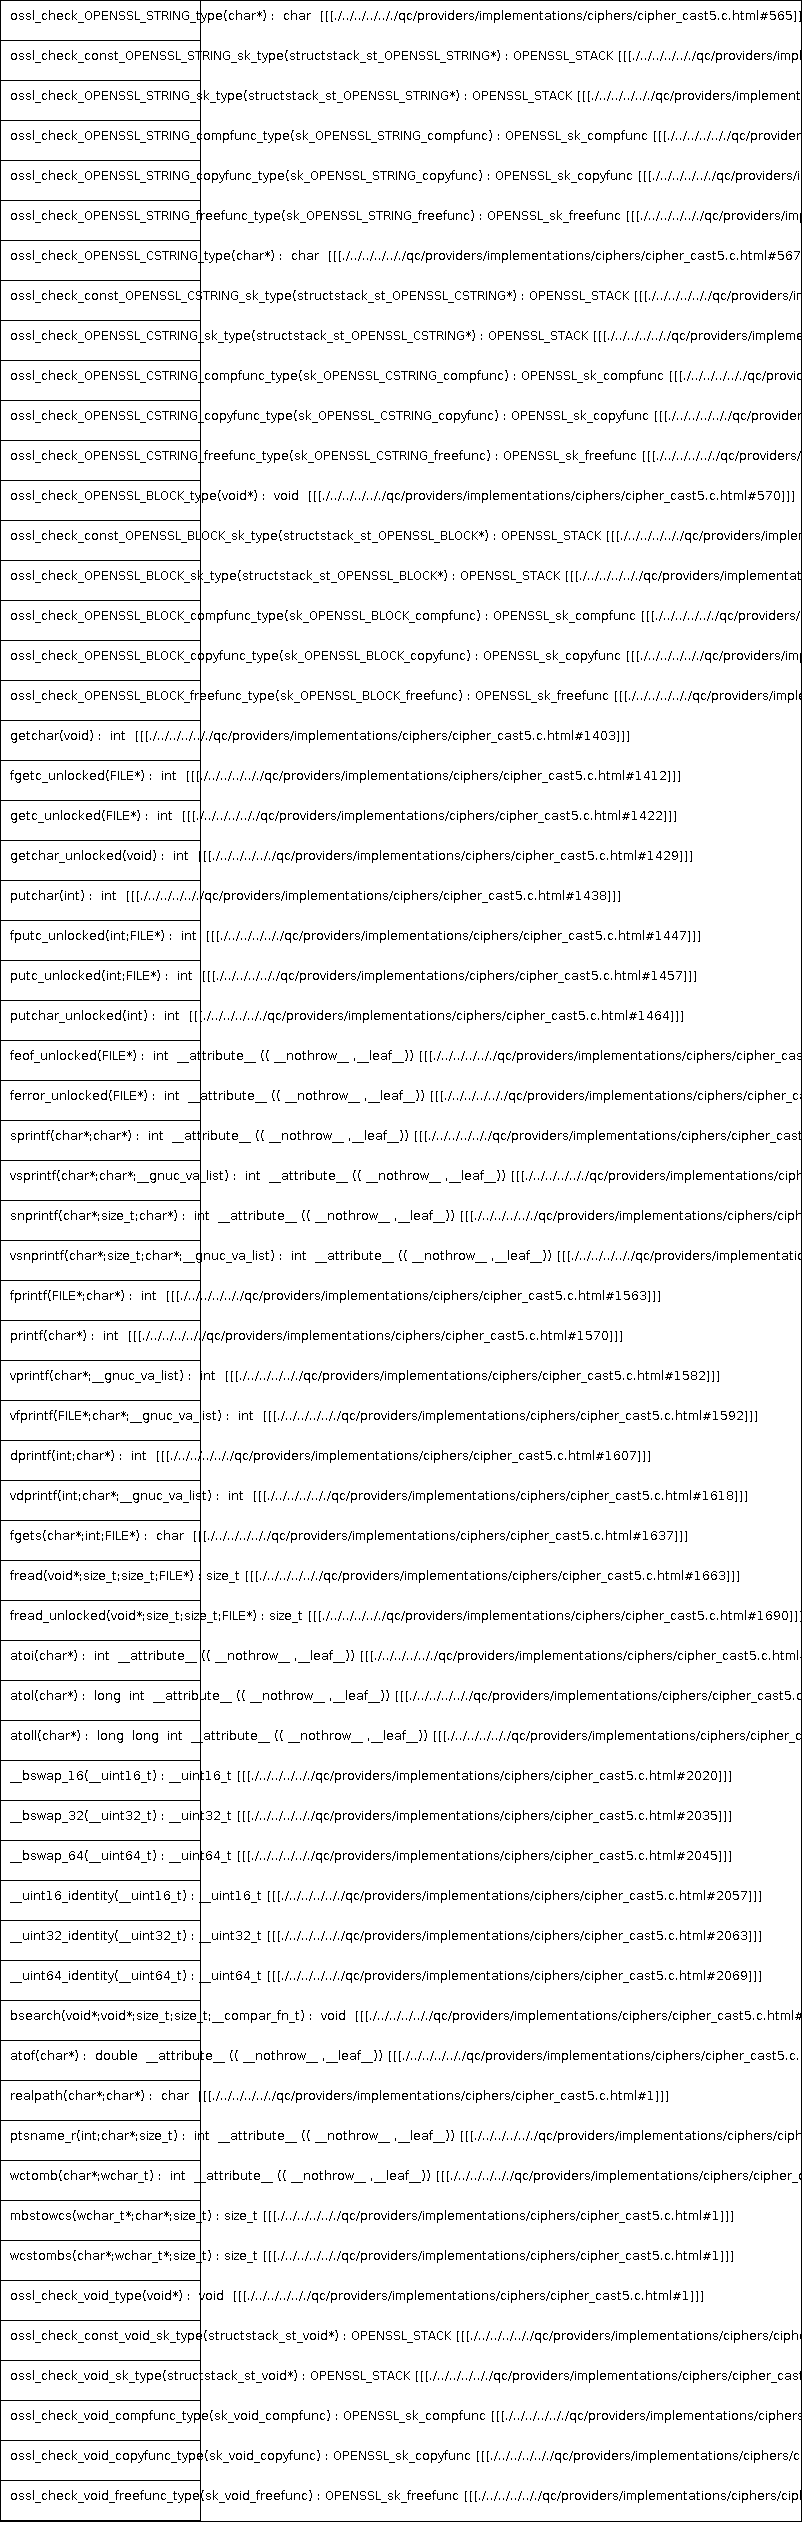 ossl_check_OPENSSL_STRING_type(char*) :  char  [[[./../../../../qc/providers/implementations/ciphers/cipher_cast5.c.html#565]]
ossl_check_const_OPENSSL_STRING_sk_type(structstack_st_OPENSSL_STRING*) : OPENSSL_STACK [[[./../../../../qc/providers/impl
ossl_check_OPENSSL_STRING_sk_type(structstack_st_OPENSSL_STRING*) : OPENSSL_STACK [[[./../../../../qc/providers/implement
ossl_check_OPENSSL_STRING_compfunc_type(sk_OPENSSL_STRING_compfunc) : OPENSSL_sk_compfunc [[[./../../../../qc/provider
ossl_check_OPENSSL_STRING_copyfunc_type(sk_OPENSSL_STRING_copyfunc) : OPENSSL_sk_copyfunc [[[./../../../../qc/providers/i
ossl_check_OPENSSL_STRING_freefunc_type(sk_OPENSSL_STRING_freefunc) : OPENSSL_sk_freefunc [[[./../../../../qc/providers/im
ossl_check_OPENSSL_CSTRING_type(char*) :  char  [[[./../../../../qc/providers/implementations/ciphers/cipher_cast5.c.html#567
ossl_check_const_OPENSSL_CSTRING_sk_type(structstack_st_OPENSSL_CSTRING*) : OPENSSL_STACK [[[./../../../../qc/providers/in
ossl_check_OPENSSL_CSTRING_sk_type(structstack_st_OPENSSL_CSTRING*) : OPENSSL_STACK [[[./../../../../qc/providers/impleme
ossl_check_OPENSSL_CSTRING_compfunc_type(sk_OPENSSL_CSTRING_compfunc) : OPENSSL_sk_compfunc [[[./../../../../qc/provid
ossl_check_OPENSSL_CSTRING_copyfunc_type(sk_OPENSSL_CSTRING_copyfunc) : OPENSSL_sk_copyfunc [[[./../../../../qc/provider
ossl_check_OPENSSL_CSTRING_freefunc_type(sk_OPENSSL_CSTRING_freefunc) : OPENSSL_sk_freefunc [[[./../../../../qc/providers/
ossl_check_OPENSSL_BLOCK_type(void*) :  void  [[[./../../../../qc/providers/implementations/ciphers/cipher_cast5.c.html#570]]]
ossl_check_const_OPENSSL_BLOCK_sk_type(structstack_st_OPENSSL_BLOCK*) : OPENSSL_STACK [[[./../../../../qc/providers/implen
ossl_check_OPENSSL_BLOCK_sk_type(structstack_st_OPENSSL_BLOCK*) : OPENSSL_STACK [[[./../../../../qc/providers/implementat
ossl_check_OPENSSL_BLOCK_compfunc_type(sk_OPENSSL_BLOCK_compfunc) : OPENSSL_sk_compfunc [[[./../../../../qc/providers/
ossl_check_OPENSSL_BLOCK_copyfunc_type(sk_OPENSSL_BLOCK_copyfunc) : OPENSSL_sk_copyfunc [[[./../../../../qc/providers/im
ossl_check_OPENSSL_BLOCK_freefunc_type(sk_OPENSSL_BLOCK_freefunc) : OPENSSL_sk_freefunc [[[./../../../../qc/providers/imple
getchar(void) :  int  [[[./../../../../qc/providers/implementations/ciphers/cipher_cast5.c.html#1403]]]
fgetc_unlocked(FILE*) :  int  [[[./../../../../qc/providers/implementations/ciphers/cipher_cast5.c.html#1412]]]
getc_unlocked(FILE*) :  int  [[[./../../../../qc/providers/implementations/ciphers/cipher_cast5.c.html#1422]]]
getchar_unlocked(void) :  int  [[[./../../../../qc/providers/implementations/ciphers/cipher_cast5.c.html#1429]]]
putchar(int) :  int  [[[./../../../../qc/providers/implementations/ciphers/cipher_cast5.c.html#1438]]]
fputc_unlocked(int;FILE*) :  int  [[[./../../../../qc/providers/implementations/ciphers/cipher_cast5.c.html#1447]]]
putc_unlocked(int;FILE*) :  int  [[[./../../../../qc/providers/implementations/ciphers/cipher_cast5.c.html#1457]]]
putchar_unlocked(int) :  int  [[[./../../../../qc/providers/implementations/ciphers/cipher_cast5.c.html#1464]]]
feof_unlocked(FILE*) :  int  __attribute__ (( __nothrow__ ,__leaf__)) [[[./../../../../qc/providers/implementations/ciphers/cipher_cas
ferror_unlocked(FILE*) :  int  __attribute__ (( __nothrow__ ,__leaf__)) [[[./../../../../qc/providers/implementations/ciphers/cipher_ca
sprintf(char*;char*) :  int  __attribute__ (( __nothrow__ ,__leaf__)) [[[./../../../../qc/providers/implementations/ciphers/cipher_cast
vsprintf(char*;char*;__gnuc_va_list) :  int  __attribute__ (( __nothrow__ ,__leaf__)) [[[./../../../../qc/providers/implementations/ciph
snprintf(char*;size_t;char*) :  int  __attribute__ (( __nothrow__ ,__leaf__)) [[[./../../../../qc/providers/implementations/ciphers/ciph
vsnprintf(char*;size_t;char*;__gnuc_va_list) :  int  __attribute__ (( __nothrow__ ,__leaf__)) [[[./../../../../qc/providers/implementatio
fprintf(FILE*;char*) :  int  [[[./../../../../qc/providers/implementations/ciphers/cipher_cast5.c.html#1563]]]
printf(char*) :  int  [[[./../../../../qc/providers/implementations/ciphers/cipher_cast5.c.html#1570]]]
vprintf(char*;__gnuc_va_list) :  int  [[[./../../../../qc/providers/implementations/ciphers/cipher_cast5.c.html#1582]]]
vfprintf(FILE*;char*;__gnuc_va_list) :  int  [[[./../../../../qc/providers/implementations/ciphers/cipher_cast5.c.html#1592]]]
dprintf(int;char*) :  int  [[[./../../../../qc/providers/implementations/ciphers/cipher_cast5.c.html#1607]]]
vdprintf(int;char*;__gnuc_va_list) :  int  [[[./../../../../qc/providers/implementations/ciphers/cipher_cast5.c.html#1618]]]
fgets(char*;int;FILE*) :  char  [[[./../../../../qc/providers/implementations/ciphers/cipher_cast5.c.html#1637]]]
fread(void*;size_t;size_t;FILE*) : size_t [[[./../../../../qc/providers/implementations/ciphers/cipher_cast5.c.html#1663]]]
fread_unlocked(void*;size_t;size_t;FILE*) : size_t [[[./../../../../qc/providers/implementations/ciphers/cipher_cast5.c.html#1690]]]
atoi(char*) :  int  __attribute__ (( __nothrow__ ,__leaf__)) [[[./../../../../qc/providers/implementations/ciphers/cipher_cast5.c.html
atol(char*) :  long  int  __attribute__ (( __nothrow__ ,__leaf__)) [[[./../../../../qc/providers/implementations/ciphers/cipher_cast5.c
atoll(char*) :  long  long  int  __attribute__ (( __nothrow__ ,__leaf__)) [[[./../../../../qc/providers/implementations/ciphers/cipher_c
__bswap_16(__uint16_t) : __uint16_t [[[./../../../../qc/providers/implementations/ciphers/cipher_cast5.c.html#2020]]]
__bswap_32(__uint32_t) : __uint32_t [[[./../../../../qc/providers/implementations/ciphers/cipher_cast5.c.html#2035]]]
__bswap_64(__uint64_t) : __uint64_t [[[./../../../../qc/providers/implementations/ciphers/cipher_cast5.c.html#2045]]]
__uint16_identity(__uint16_t) : __uint16_t [[[./../../../../qc/providers/implementations/ciphers/cipher_cast5.c.html#2057]]]
__uint32_identity(__uint32_t) : __uint32_t [[[./../../../../qc/providers/implementations/ciphers/cipher_cast5.c.html#2063]]]
__uint64_identity(__uint64_t) : __uint64_t [[[./../../../../qc/providers/implementations/ciphers/cipher_cast5.c.html#2069]]]
bsearch(void*;void*;size_t;size_t;__compar_fn_t) :  void  [[[./../../../../qc/providers/implementations/ciphers/cipher_cast5.c.html#
atof(char*) :  double  __attribute__ (( __nothrow__ ,__leaf__)) [[[./../../../../qc/providers/implementations/ciphers/cipher_cast5.c.
realpath(char*;char*) :  char  [[[./../../../../qc/providers/implementations/ciphers/cipher_cast5.c.html#1]]]
ptsname_r(int;char*;size_t) :  int  __attribute__ (( __nothrow__ ,__leaf__)) [[[./../../../../qc/providers/implementations/ciphers/ciph
wctomb(char*;wchar_t) :  int  __attribute__ (( __nothrow__ ,__leaf__)) [[[./../../../../qc/providers/implementations/ciphers/cipher_c
mbstowcs(wchar_t*;char*;size_t) : size_t [[[./../../../../qc/providers/implementations/ciphers/cipher_cast5.c.html#1]]]
wcstombs(char*;wchar_t*;size_t) : size_t [[[./../../../../qc/providers/implementations/ciphers/cipher_cast5.c.html#1]]]
ossl_check_void_type(void*) :  void  [[[./../../../../qc/providers/implementations/ciphers/cipher_cast5.c.html#1]]]
ossl_check_const_void_sk_type(structstack_st_void*) : OPENSSL_STACK [[[./../../../../qc/providers/implementations/ciphers/ciphe
ossl_check_void_sk_type(structstack_st_void*) : OPENSSL_STACK [[[./../../../../qc/providers/implementations/ciphers/cipher_cast
ossl_check_void_compfunc_type(sk_void_compfunc) : OPENSSL_sk_compfunc [[[./../../../../qc/providers/implementations/ciphers
ossl_check_void_copyfunc_type(sk_void_copyfunc) : OPENSSL_sk_copyfunc [[[./../../../../qc/providers/implementations/ciphers/c
ossl_check_void_freefunc_type(sk_void_freefunc) : OPENSSL_sk_freefunc [[[./../../../../qc/providers/implementations/ciphers/cipl